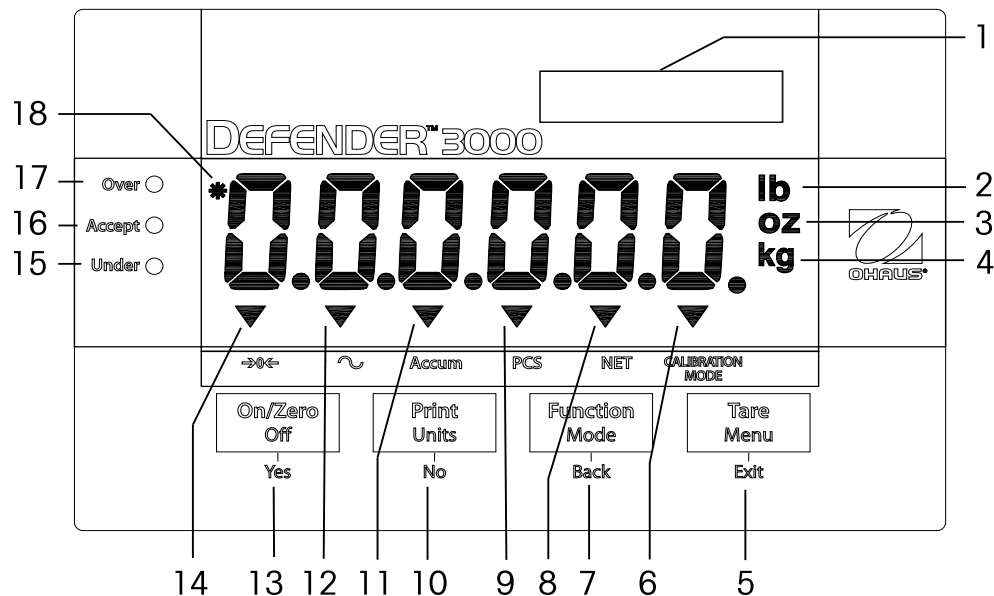 1
18
DEFENDER™ 3000
17 Over * 0.0.0.0.0.0. lb 2
16 Accept oz 3
15 Under kg 4
OHAUS®
→0← ~ Accum PCS NET CALIBRATION MODE
On/Zero Print Function Tare
Off Units Mode Menu
Yes No Back Exit
14 13 12 11 10 9 8 7 6 5